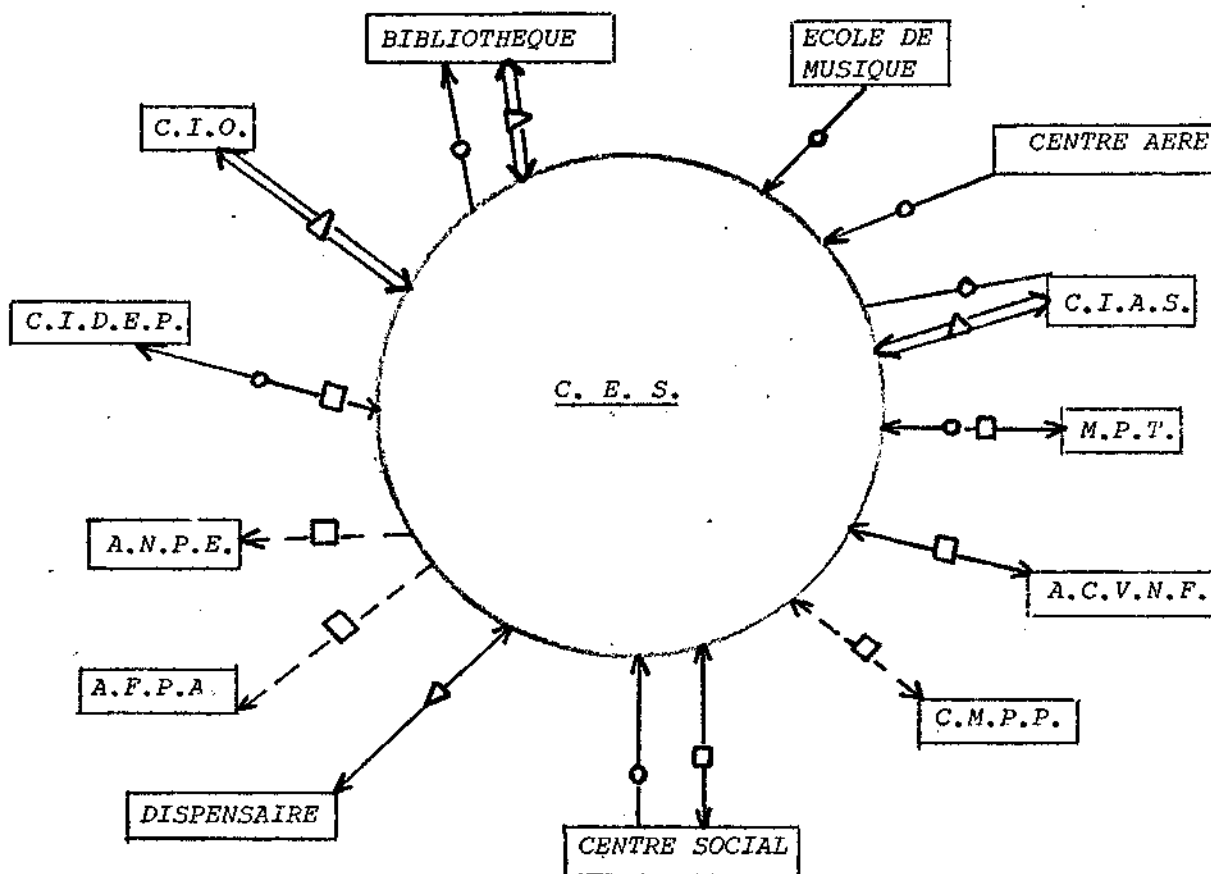 BIBLIOTHEQUE
ECOLE DE
MUSIQUE
C.I.O.
CENTRE AERE
C.I.D.E.P.
C.I.A.S.
C. E. S.
M.P.T.
A.N.P.E.
A.C.V.N.F.
A.F.P.A.
C.M.P.P.
DISPENSAIRE
CENTRE SOCIAL